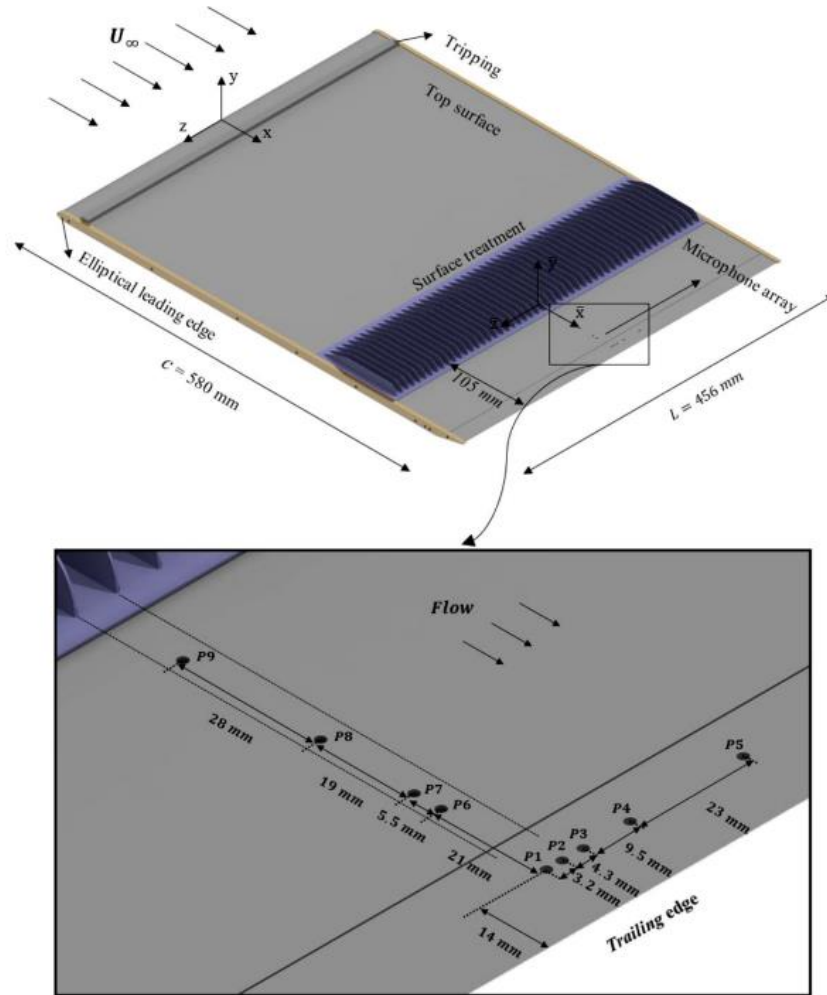 U∞
Tripping
y
z
x
Top surface
Elliptical leading edge
Surface treatment
Microphone array
ȳ
x̄
z̄
105 mm
c = 580 mm
L = 456 mm
Flow
P9
28 mm
P8
19 mm
P7
5.5 mm
P6
21 mm
P5
P4
23 mm
P3
9.5 mm
P2
4.3 mm
P1
3.2 mm
14 mm
Trailing edge